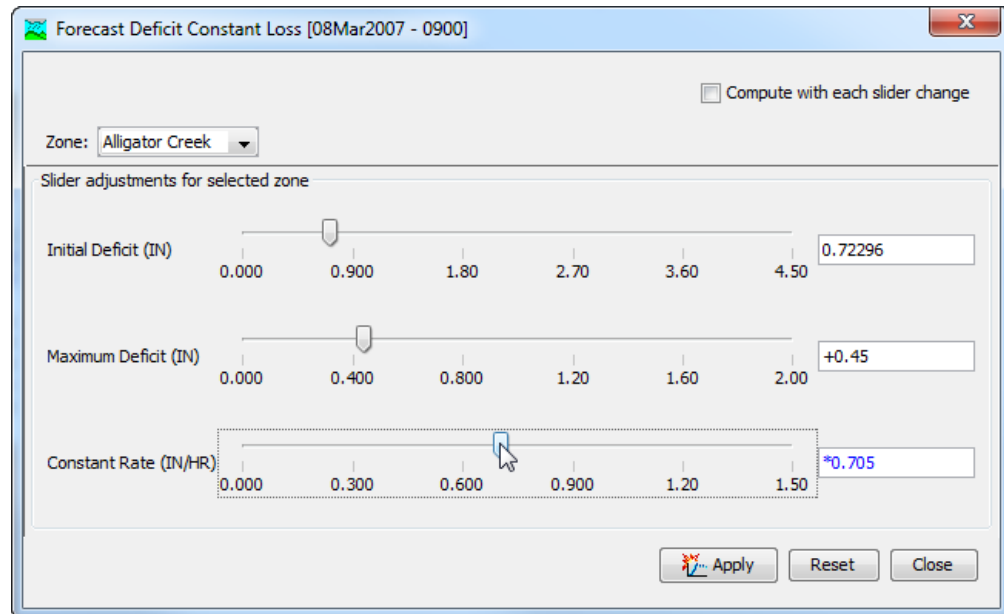 Forecast Deficit Constant Loss [08Mar2007 - 0900]
Compute with each slider change
Zone: Alligator Creek
Slider adjustments for selected zone
Initial Deficit (IN) 0.72296
0.000 0.900 1.80 2.70 3.60 4.50
Maximum Deficit (IN) +0.45
0.000 0.400 0.800 1.20 1.60 2.00
Constant Rate (IN/HR) *0.705
0.000 0.300 0.600 0.900 1.20 1.50
Apply Reset Close